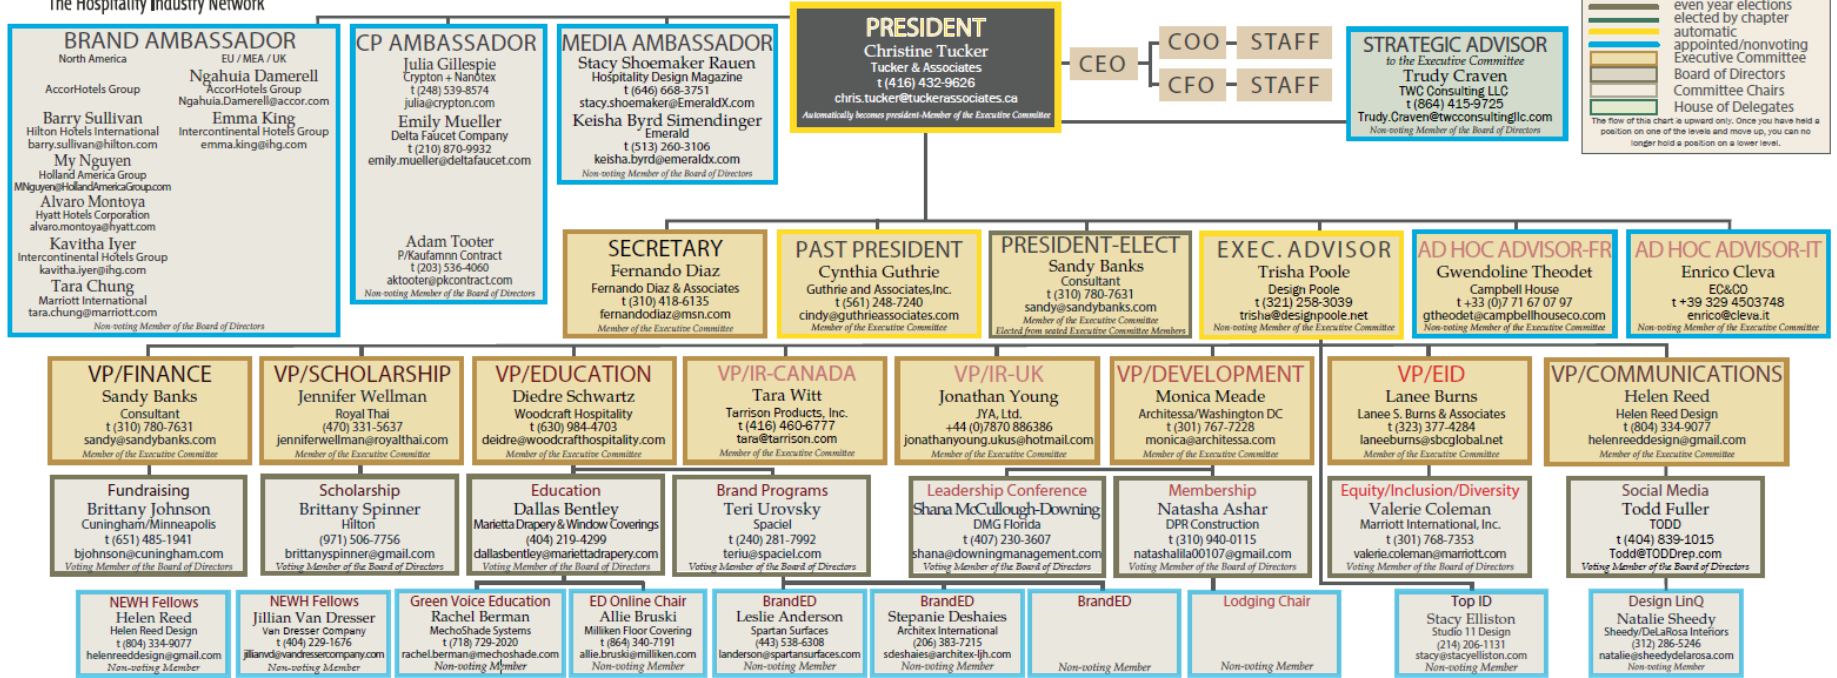 The Hospitality Industry Network
BRAND AMBASSADOR
North America
EU / MEA / UK
AccorHotels Group
Barry Sullivan
Hilton Hotels International
barry.sullivan@hilton.com
My Nguyen
Holland America Group
MNguyen@HollandAmericaGroup.com
Alvaro Montoya
Hyatt Hotels Corporation
alvaro.montoya@hyatt.com
Kavitha Iyer
Intercontinental Hotels Group
kavitha.iyer@ihg.com
Tara Chung
Marriott International
tara.chung@marriott.com
Ngahuia Damerell
AccorHotels Group
Ngahuia.Damerell@accor.com
Emma King
Intercontinental Hotels Group
emma.king@ihg.com
Non-voting Member of the Board of Directors
CP AMBASSADOR
Julia Gillespie
Crypton + Nanotex
t (248) 539-8574
julia@crypton.com
Emily Mueller
Delta Faucet Company
t (210) 870-9932
emily.mueller@deltafaucet.com
Adam Tooter
P/Kaufamnn Contract
t (203) 536-4060
aktooter@pkcontract.com
Non-voting Member of the Board of Directors
MEDIA AMBASSADOR
Stacy Shoemaker Rauen
Hospitality Design Magazine
t (646) 668-3751
stacy.shoemaker@EmeraldX.com
Keisha Byrd Simendinger
Emerald
t (513) 260-3106
keisha.byrd@emeraldx.com
Non-voting Member of the Board of Directors
PRESIDENT
Christine Tucker
Tucker & Associates
t (416) 432-9626
chris.tucker@tuckerassociates.ca
Automatically becomes president-Member of the Executive Committee
CEO
COO
STAFF
CFO
STAFF
STRATEGIC ADVISOR
to the Executive Committee
Trudy Craven
TWC Consulting LLC
t (864) 415-9725
Trudy.Craven@twcconsultingllc.com
Non-voting Member of the Board of Directors
even year elections
elected by chapter
automatic
appointed/nonvoting
Executive Committee
Board of Directors
Committee Chairs
House of Delegates
The flow of this chart is upward only. Once you have held a
position on one of the levels and move up, you can no
longer hold a position on a lower level.
SECRETARY
Fernando Diaz
Fernando Diaz & Associates
t (310) 418-6135
fernandodiaz@msn.com
Member of the Executive Committee
PAST PRESIDENT
Cynthia Guthrie
Guthrie and Associates,Inc.
t (561) 248-7240
cindy@guthrieassociates.com
Member of the Executive Committee
PRESIDENT-ELECT
Sandy Banks
Consultant
t (310) 780-7631
sandy@sandybanks.com
Member of the Executive Committee
Elected from seated Executive Committee Members
EXEC. ADVISOR
Trisha Poole
Design Poole
t (321) 258-3039
trisha@designpoole.net
Non-voting Member of the Executive Committee
AD HOC ADVISOR-FR
Gwendoline Theodet
Campbell House
t +33 (0)7 71 67 07 97
gtheodet@campbellhouseco.com
Non-voting Member of the Executive Committee
AD HOC ADVISOR-IT
Enrico Cleva
EC&CO
t +39 329 4503748
enrico@cleva.it
Non-voting Member of the Executive Committee
VP/FINANCE
Sandy Banks
Consultant
t (310) 780-7631
sandy@sandybanks.com
Member of the Executive Committee
VP/SCHOLARSHIP
Jennifer Wellman
Royal Thai
(470) 331-5637
jenniferwellman@royalthai.com
Member of the Executive Committee
VP/EDUCATION
Diedre Schwartz
Woodcraft Hospitality
t (630) 984-4703
deidre@woodcrafthospitality.com
Member of the Executive Committee
VP/IR-CANADA
Tara Witt
Tarrison Products, Inc.
t (416) 460-6777
tara@tarrison.com
Member of the Executive Committee
VP/IR-UK
Jonathan Young
JYA, Ltd.
+44 (0)7870 886386
jonathanyoung.ukus@hotmail.com
Member of the Executive Committee
VP/DEVELOPMENT
Monica Meade
Architessa/Washington DC
t (301) 767-7228
monica@architessa.com
Member of the Executive Committee
VP/EID
Lanee Burns
Lanee S. Burns & Associates
t (323) 377-4284
laneeburns@sbcglobal.net
Member of the Executive Committee
VP/COMMUNICATIONS
Helen Reed
Helen Reed Design
t (804) 334-9077
helenreeddesign@gmail.com
Member of the Executive Committee
Fundraising
Brittany Johnson
Cuningham/Minneapolis
t (651) 485-1941
bjohnson@cuningham.com
Voting Member of the Board of Directors
Scholarship
Brittany Spinner
Hilton
(971) 506-7756
brittanyspinner@gmail.com
Voting Member of the Board of Directors
Education
Dallas Bentley
Marietta Drapery & Window Coverings
(404) 219-4299
dallasbentley@mariettadrapery.com
Voting Member of the Board of Directors
Brand Programs
Teri Urovsky
Spaciel
t (240) 281-7992
teriu@spaciel.com
Voting Member of the Board of Directors
Leadership Conference
Shana McCullough-Downing
DMG Florida
t (407) 230-3607
shana@downingmanagement.com
Voting Member of the Board of Directors
Membership
Natasha Ashar
DPR Construction
t (310) 940-0115
natashalila00107@gmail.com
Voting Member of the Board of Directors
Equity/Inclusion/Diversity
Valerie Coleman
Marriott International, Inc.
t (301) 768-7353
valerie.coleman@marriott.com
Voting Member of the Board of Directors
Social Media
Todd Fuller
TODD
t (404) 839-1015
Todd@TODDrep.com
Voting Member of the Board of Directors
NEWH Fellows
Helen Reed
Helen Reed Design
t (804) 334-9077
helenreeddesign@gmail.com
Non-voting Member
NEWH Fellows
Jillian Van Dresser
Van Dresser Company
t (404) 229-1676
jillianvd@vandressercompany.com
Non-voting Member
Green Voice Education
Rachel Berman
MechoShade Systems
t (718) 729-2020
rachel.berman@mechoshade.com
Non-voting Member
ED Online Chair
Allie Bruski
Milliken Floor Covering
t (864) 340-7191
allie.bruski@milliken.com
Non-voting Member
BrandED
Leslie Anderson
Spartan Surfaces
(443) 538-6308
landerson@spartansurfaces.com
Non-voting Member
BrandED
Stepanie Deshaies
Architex International
(206) 383-7215
sdeshaies@architex-ljh.com
Non-voting Member
BrandED
Non-voting Member
Lodging Chair
Non-voting Member
Top ID
Stacy Elliston
Studio 11 Design
(214) 206-1131
stacy@stacyelliston.com
Non-voting Member
Design LinQ
Natalie Sheedy
Sheedy/DeLaRosa Interiors
(312) 286-5246
natalie@sheedydelarosa.com
Non-voting Member